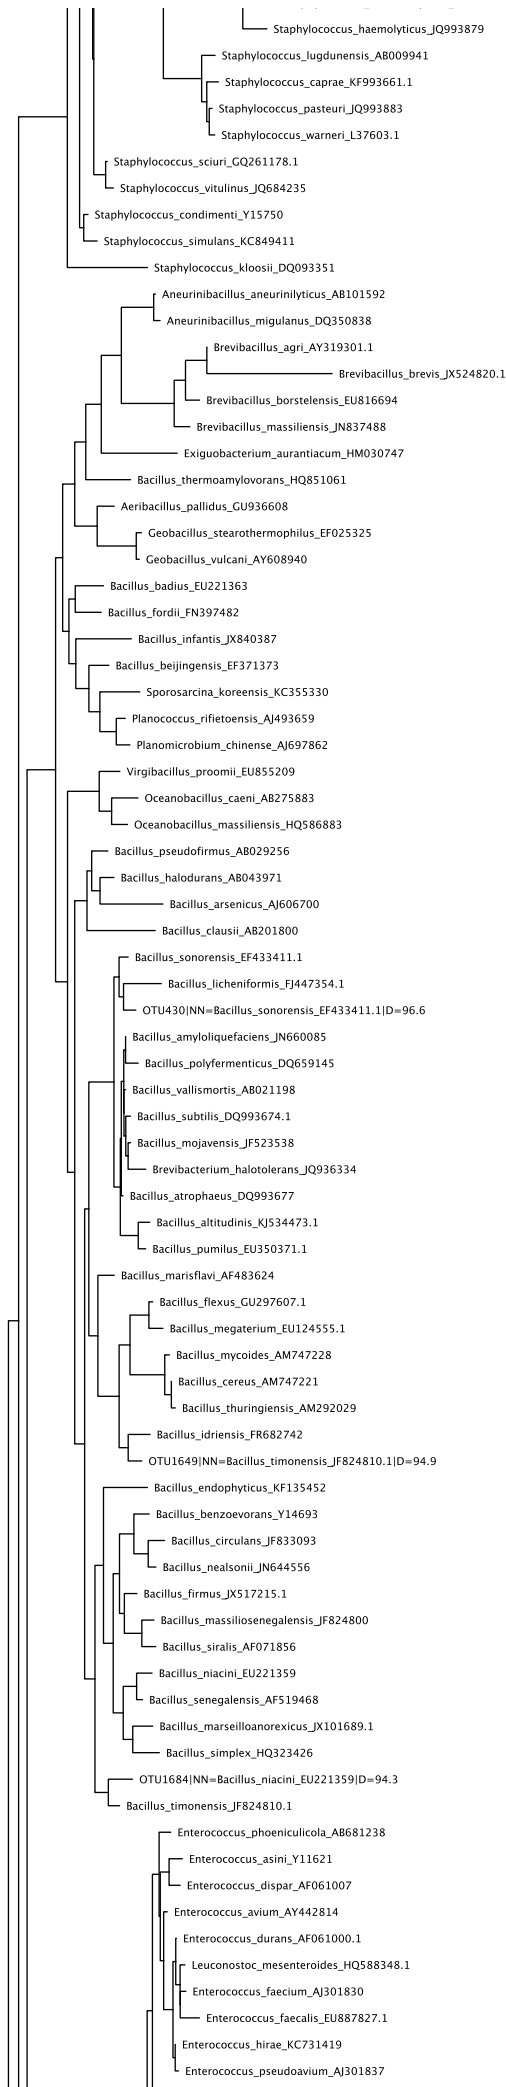 Staphylococcus_haemolyticus_JQ993879
Staphylococcus_lugdunensis_AB009941
Staphylococcus_caprae_KF993661.1
Staphylococcus_pasteuri_JQ993883
Staphylococcus_warneri_L37603.1
Staphylococcus_sciuri_GQ261178.1
Staphylococcus_vitulinus_JQ684235
Staphylococcus_condimenti_Y15750
Staphylococcus_simulans_KC849411
Staphylococcus_kloosii_DQ093351
Aneurinibacillus_aneurinilyticus_AB101592
Aneurinibacillus_migulanus_DQ350838
Brevibacillus_agri_AY319301.1
Brevibacillus_brevis_JX524820.1
Brevibacillus_borstelensis_EU816694
Brevibacillus_massiliensis_JN837488
Exiguobacterium_aurantiacum_HM030747
Bacillus_thermoamylovorans_HQ851061
Aeribacillus_pallidus_GU936608
Geobacillus_stearothermophilus_EF025325
Geobacillus_vulcani_AY608940
Bacillus_badius_EU221363
Bacillus_fordii_FN397482
Bacillus_infantis_JX840387
Bacillus_beijingensis_EF371373
Sporosarcina_koreensis_KC355330
Planococcus_rifietoensis_AJ493659
Planomicrobium_chinense_AJ697862
Virgibacillus_proomii_EU855209
Oceanobacillus_caeni_AB275883
Oceanobacillus_massiliensis_HQ586883
Bacillus_pseudofirmus_AB029256
Bacillus_halodurans_AB043971
Bacillus_arsenicus_AJ606700
Bacillus_clausii_AB201800
Bacillus_sonorensis_EF433411.1
Bacillus_licheniformis_FJ447354.1
OTU430|NN=Bacillus_sonorensis_EF433411.1|D=96.6
Bacillus_amyloliquefaciens_JN660085
Bacillus_polyfermenticus_DQ659145
Bacillus_vallismortis_AB021198
Bacillus_subtilis_DQ993674.1
Bacillus_mojavensis_JF523538
Brevibacterium_halotolerans_JQ936334
Bacillus_atrophaeus_DQ993677
Bacillus_altitudinis_KJ534473.1
Bacillus_pumilus_EU350371.1
Bacillus_marisflavi_AF483624
Bacillus_flexus_GU297607.1
Bacillus_megaterium_EU124555.1
Bacillus_mycoides_AM747228
Bacillus_cereus_AM747221
Bacillus_thuringiensis_AM292029
Bacillus_idriensis_FR682742
OTU1649|NN=Bacillus_timonensis_JF824810.1|D=94.9
Bacillus_endophyticus_KF135452
Bacillus_benzoevorans_Y14693
Bacillus_circulans_JF833093
Bacillus_nealsonii_JN644556
Bacillus_firmus_JX517215.1
Bacillus_massiliosenegalensis_JF824800
Bacillus_siralis_AF071856
Bacillus_niacini_EU221359
Bacillus_senegalensis_AF519468
Bacillus_marseilloanorexicus_JX101689.1
Bacillus_simplex_HQ323426
OTU1684|NN=Bacillus_niacini_EU221359|D=94.3
Bacillus_timonensis_JF824810.1
Enterococcus_phoeniculicola_AB681238
Enterococcus_asini_Y11621
Enterococcus_dispar_AF061007
Enterococcus_avium_AY442814
Enterococcus_durans_AF061000.1
Leuconostoc_mesenteroides_HQ588348.1
Enterococcus_faecium_AJ301830
Enterococcus_faecalis_EU887827.1
Enterococcus_hirae_KC731419
Enterococcus_pseudoavium_AJ301837